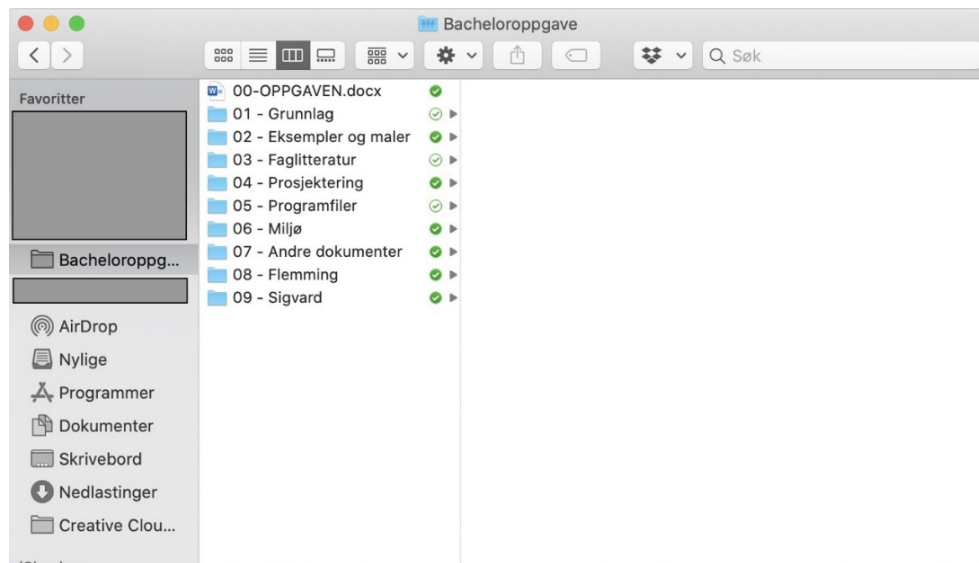 Bacheloroppgave
Søk
Favoritter
Bacheloroppg...
AirDrop
Nylige
Programmer
Dokumenter
Skrivebord
Nedlastinger
Creative Clou...
00-OPPGAVEN.docx
01 - Grunnlag
02 - Eksempler og maler
03 - Faglitteratur
04 - Prosjektering
05 - Programfiler
06 - Miljø
07 - Andre dokumenter
08 - Flemming
09 - Sigvard